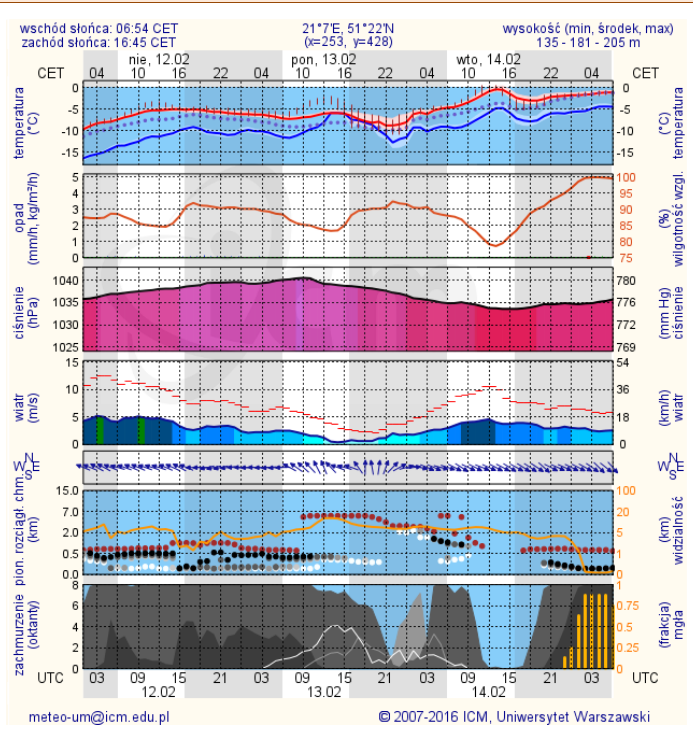 wschód słońca: 06:54 CET 21°7'E, 51°22'N wysokość (min, środek, max)
zachód słońca: 16:45 CET (x=253, y=428) 135 - 181 - 205 m
nie, 12.02 pon, 13.02 wto, 14.02
CET 04 10 16 22 04 10 16 22 04 10 16 22 04 CET
temperatura (°C) 0 -5 -10 -15 0 -5 -10 -15 (°C) temperatura
opad (mm/h, kg/m²/h) 5 4 3 2 1 0 100 95 90 85 80 75 (%) wilgotność wzgl.
ciśnienie (hPa) 1040 1035 1030 1025 780 776 772 769 (mm Hg) ciśnienie
wiatr (m/s) 15 10 5 0 54 36 18 0 (km/h) wiatr
N W E S N W E S
pion. rozciągł. chm. (km) 15.0 7.0 2.0 0.5 0.0 100 20 5 1 0 (km) widzialność
zachmurzenie (oktanty) 8 6 4 2 0 1 0.75 0.5 0.25 0 (frakcja) mgła
UTC 03 09 15 21 03 09 15 21 03 09 15 21 03 UTC
12.02 13.02 14.02
meteo-um@icm.edu.pl © 2007-2016 ICM, Uniwersytet Warszawski